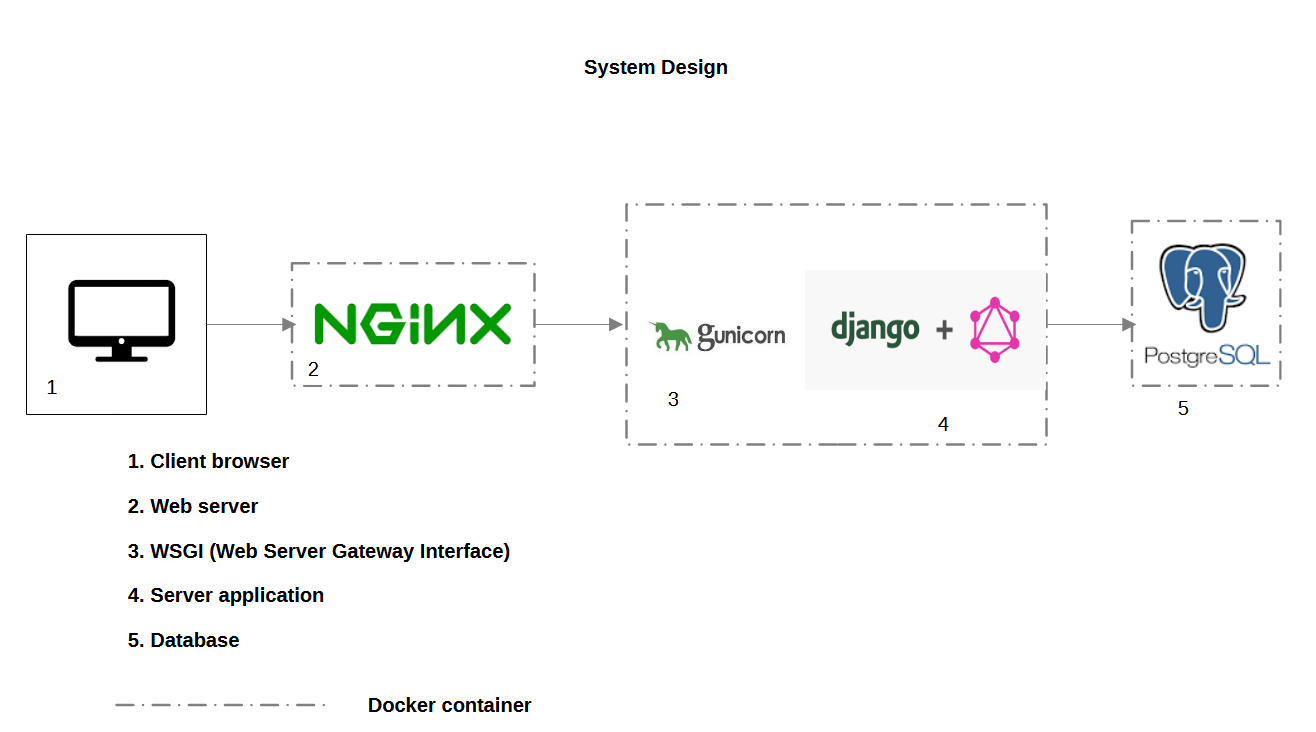 System Design
NGINX
gunicorn
django +
PostgreSQL
1
2
3
4
5
1. Client browser
2. Web server
3. WSGI (Web Server Gateway Interface)
4. Server application
5. Database
Docker container